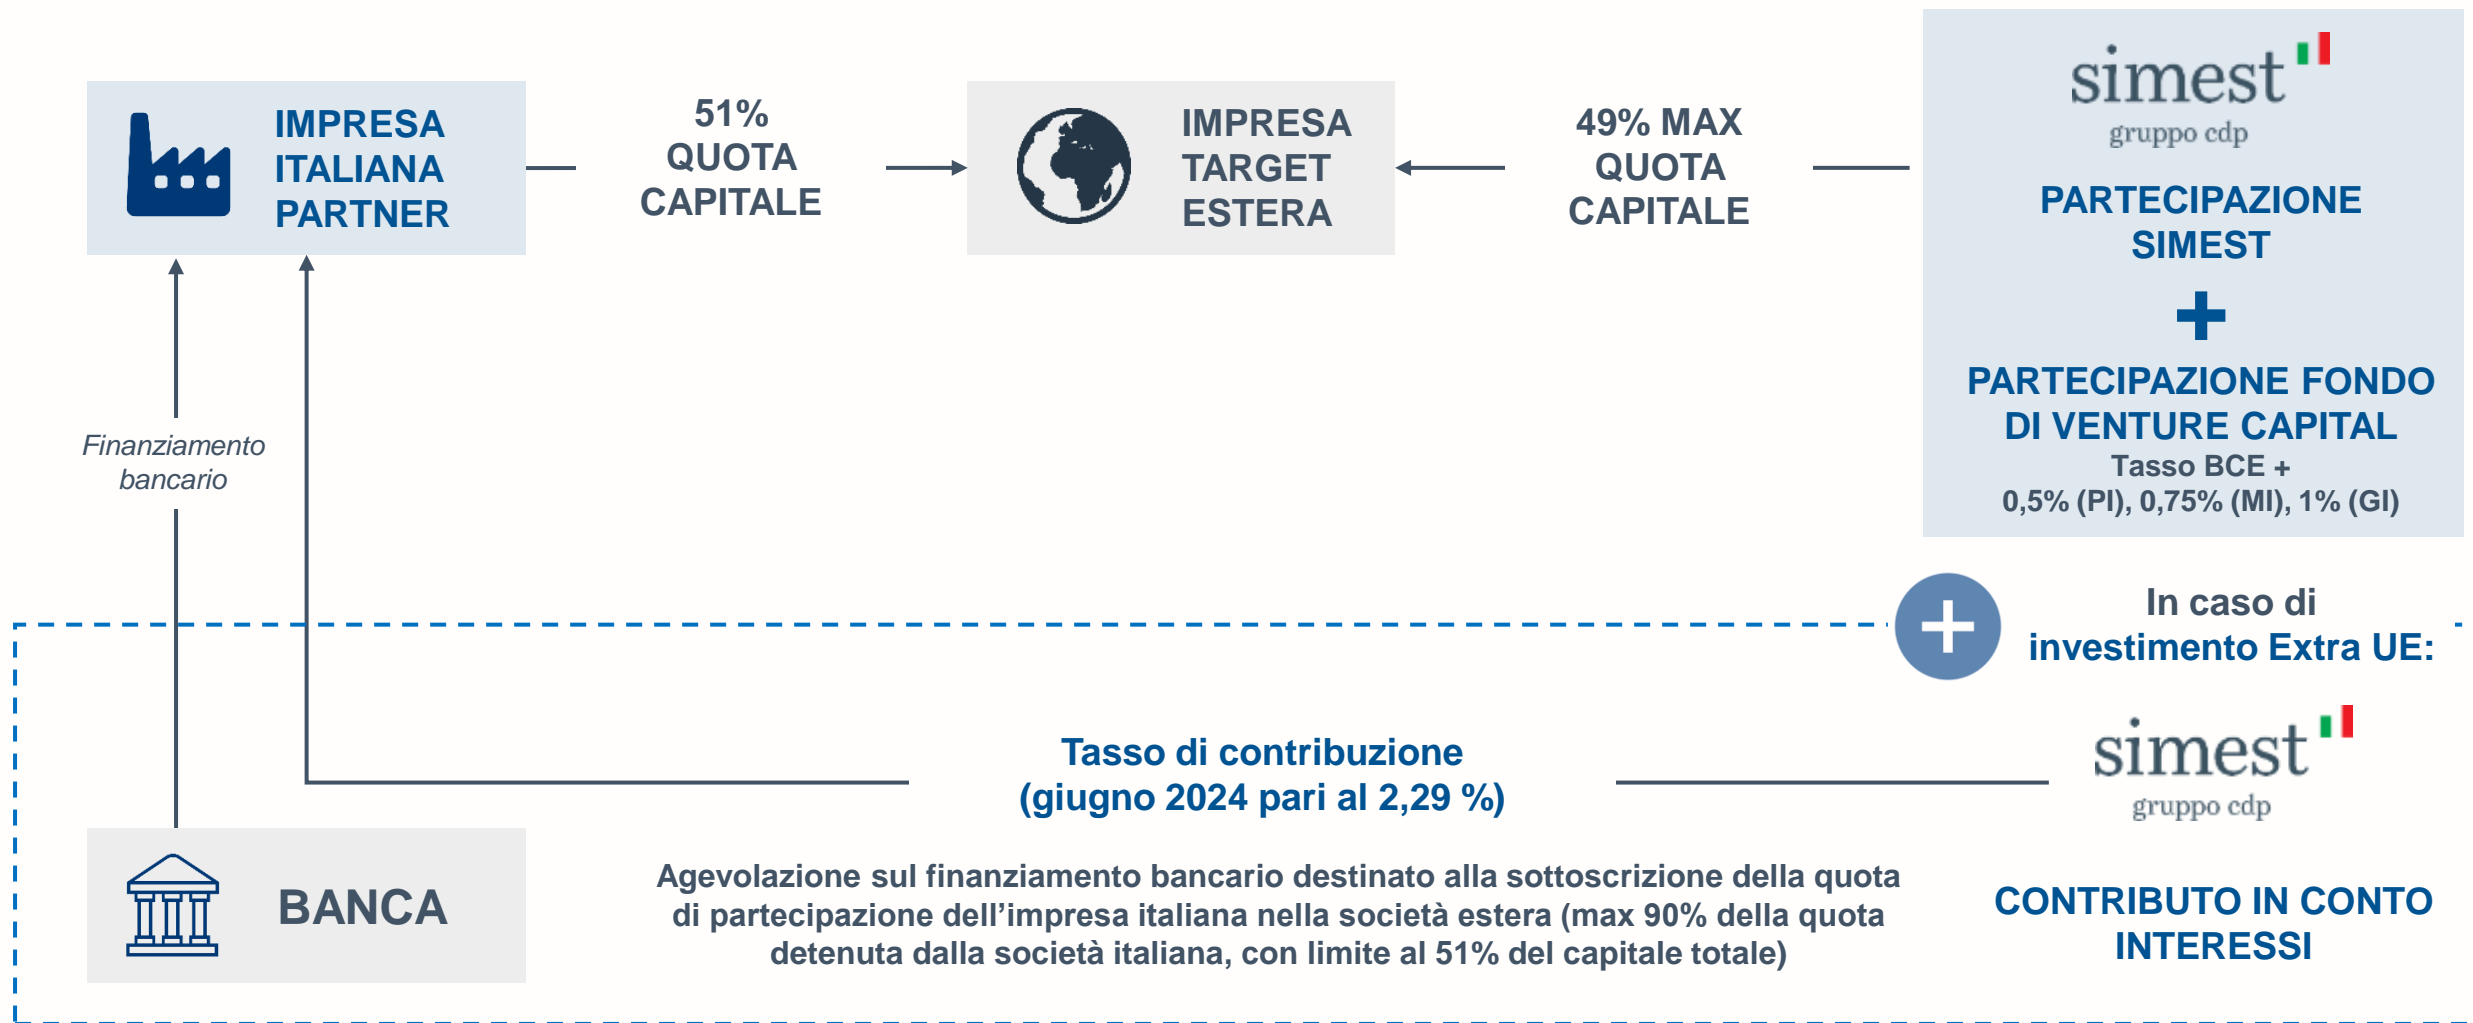 IMPRESA
ITALIANA
PARTNER
51%
QUOTA
CAPITALE
IMPRESA
TARGET
ESTERA
49% MAX
QUOTA
CAPITALE
simest
gruppo cdp
PARTECIPAZIONE
SIMEST
+
PARTECIPAZIONE FONDO
DI VENTURE CAPITAL
Tasso BCE +
0,5% (PI), 0,75% (MI), 1% (GI)
Finanziamento
bancario
+
In caso di
investimento Extra UE:
Tasso di contribuzione
(giugno 2024 pari al 2,29 %)
simest
gruppo cdp
BANCA
Agevolazione sul finanziamento bancario destinato alla sottoscrizione della quota
di partecipazione dell’impresa italiana nella società estera (max 90% della quota
detenuta dalla società italiana, con limite al 51% del capitale totale)
CONTRIBUTO IN CONTO
INTERESSI